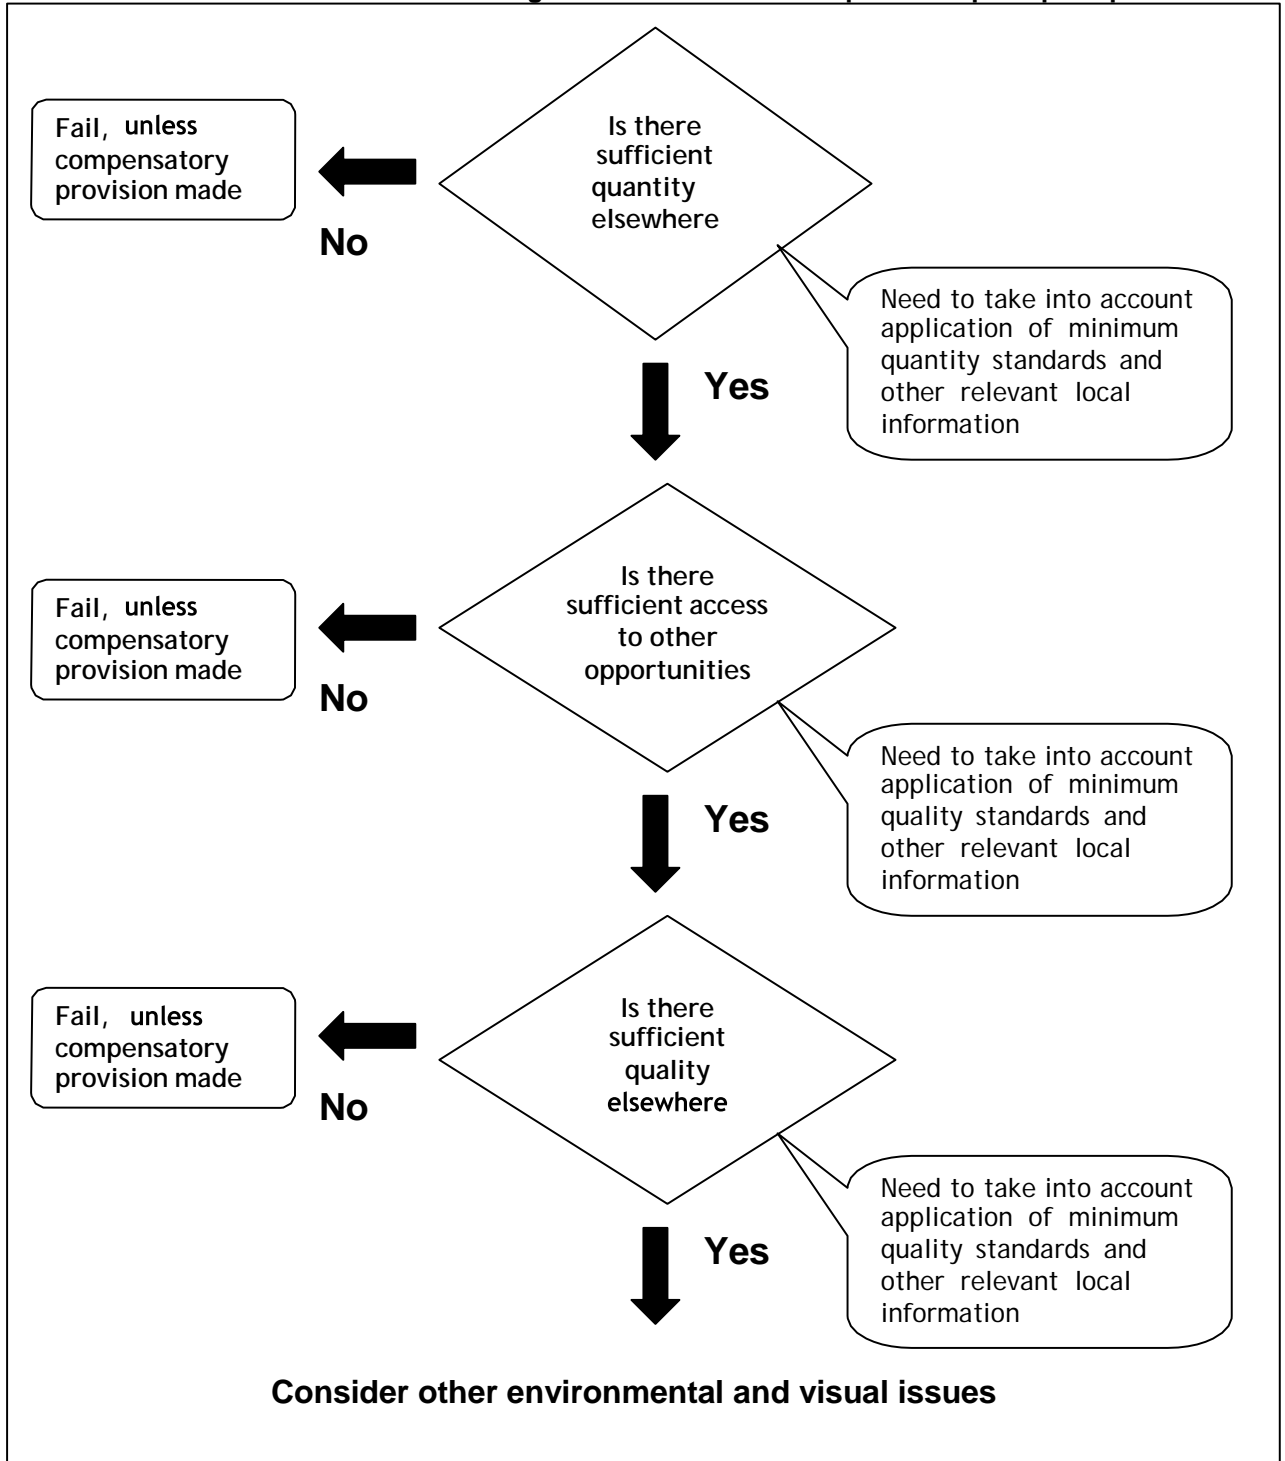 Fail, unless
compensatory
provision made
Is there
sufficient
quantity
elsewhere
No
Need to take into account
application of minimum
quantity standards and
other relevant local
information
Yes
Fail, unless
compensatory
provision made
Is there
sufficient access
to other
opportunities
No
Need to take into account
application of minimum
quality standards and
other relevant local
information
Yes
Fail, unless
compensatory
provision made
Is there
sufficient
quality
elsewhere
No
Need to take into account
application of minimum
quality standards and
other relevant local
information
Yes
Consider other environmental and visual issues